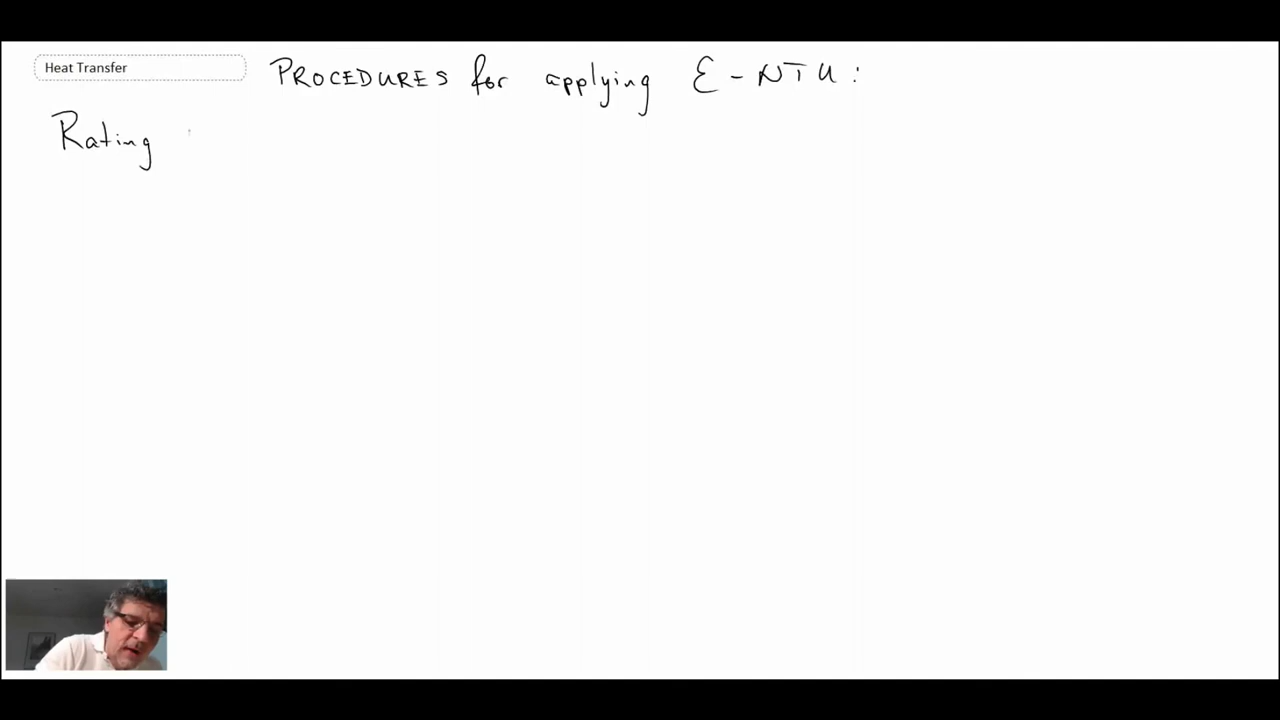 Heat Transfer
PROCEDURES for applying ε-NTU:
Rating